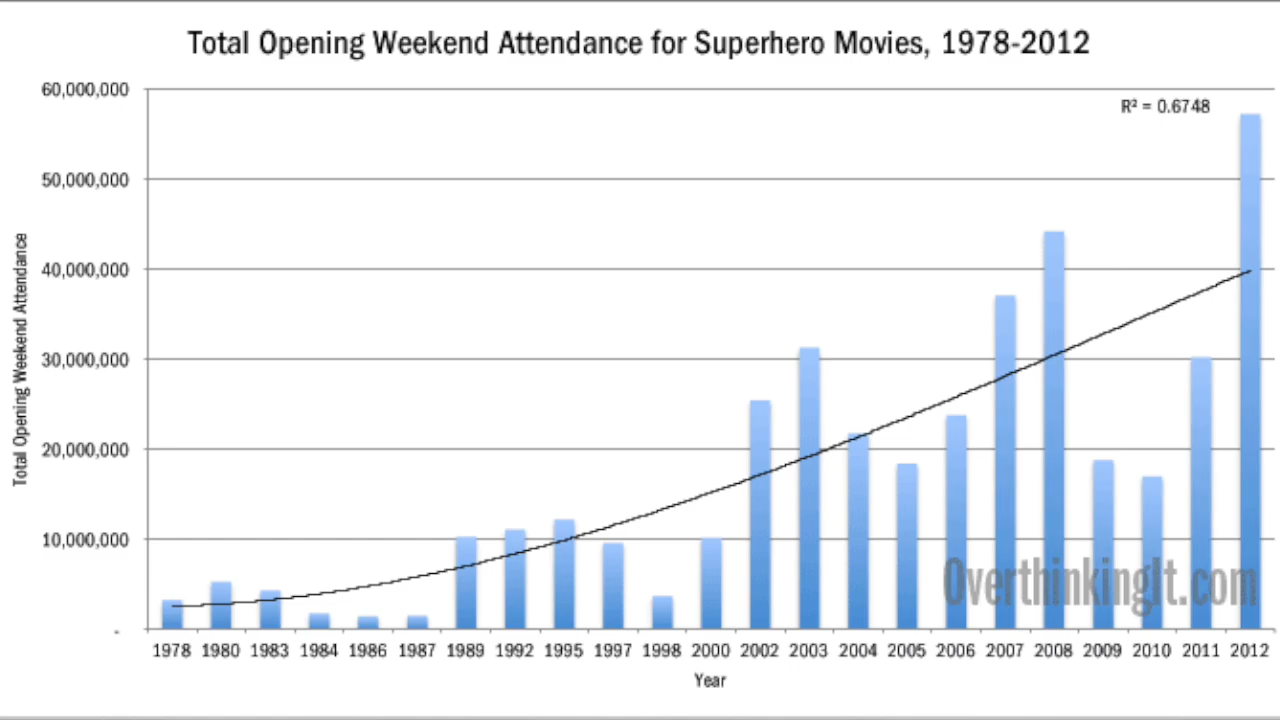 Total Opening Weekend Attendance for Superhero Movies, 1978-2012
R² = 0.6748
60,000,000
50,000,000
40,000,000
30,000,000
20,000,000
10,000,000
-
Total Opening Weekend Attendance
OverthinkingIt.com
1978 1980 1983 1984 1986 1987 1989 1992 1995 1997 1998 2000 2002 2003 2004 2005 2006 2007 2008 2009 2010 2011 2012
Year